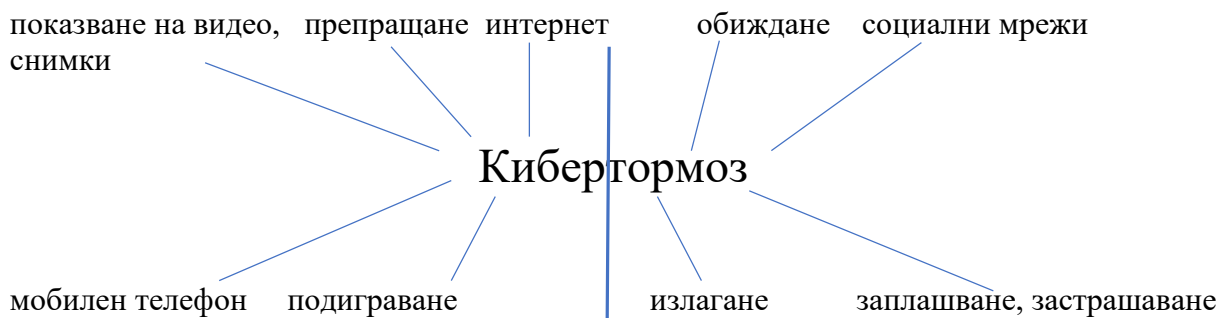 показване на видео, препращане интернет обиждане социални мрежи
снимки
Кибертормоз
мобилен телефон подиграване излагане заплашване, застрашаване